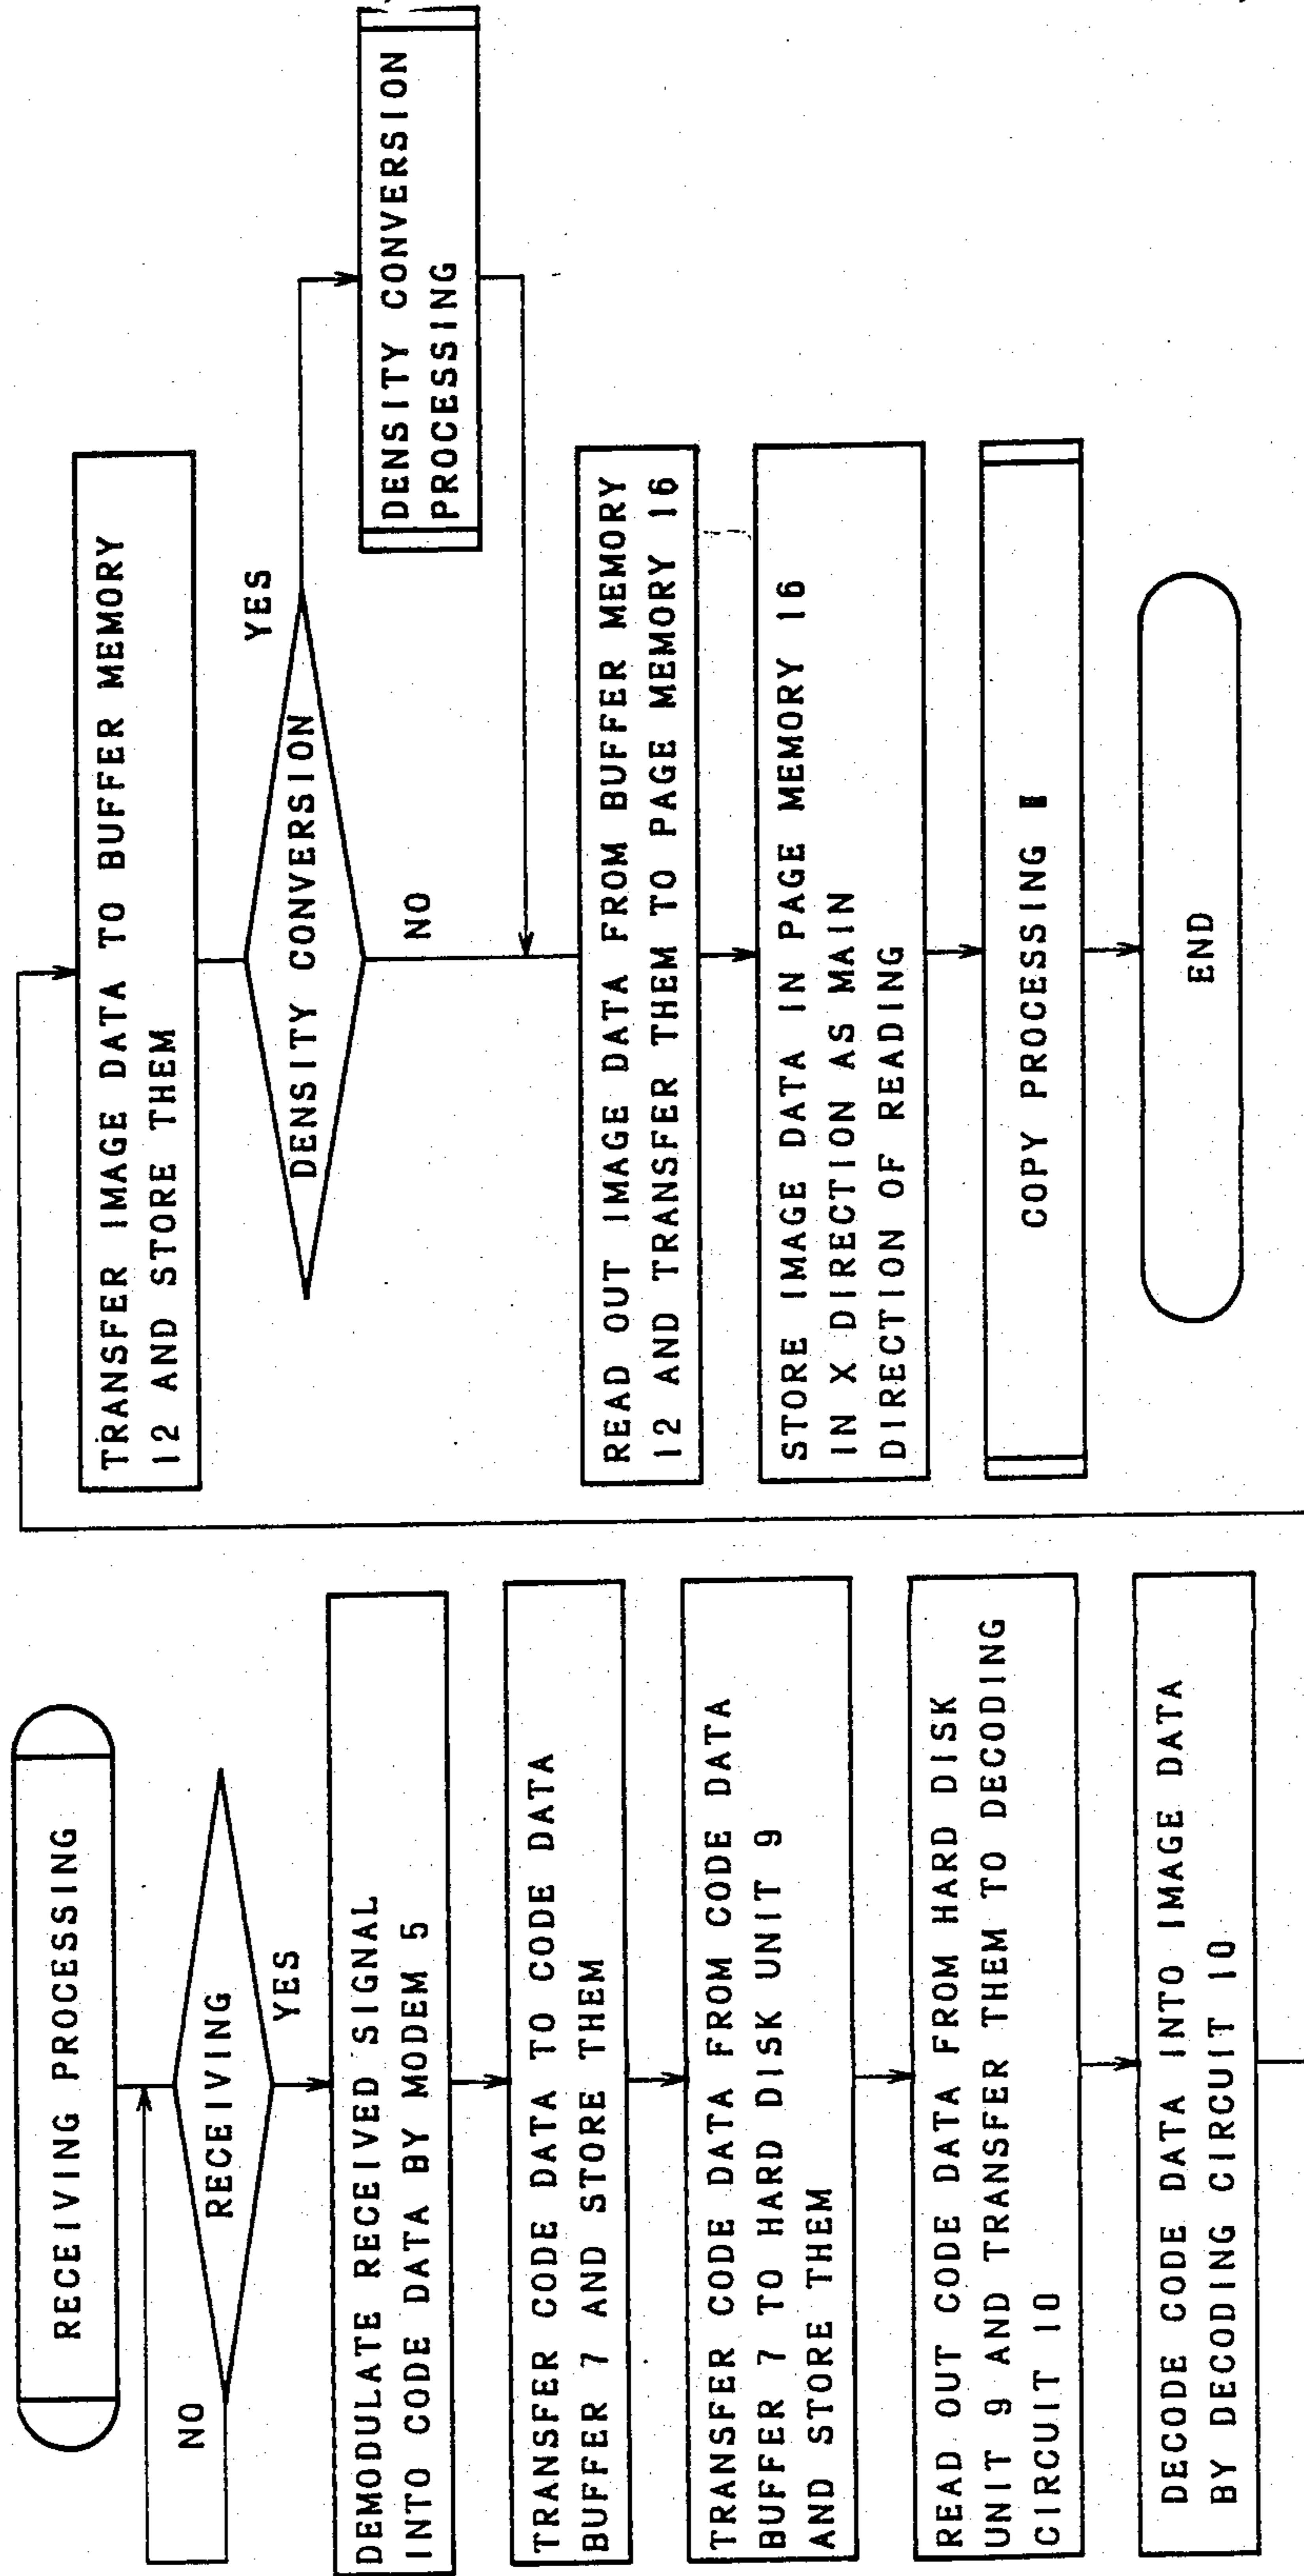 RECEIVING PROCESSING
RECEIVING
NO
YES
DEMODULATE RECEIVED SIGNAL
INTO CODE DATA BY MODEM 5
TRANSFER CODE DATA TO CODE DATA
BUFFER 7 AND STORE THEM
TRANSFER CODE DATA FROM CODE DATA
BUFFER 7 TO HARD DISK UNIT 9
AND STORE THEM
READ OUT CODE DATA FROM HARD DISK
UNIT 9 AND TRANSFER THEM TO DECODING
CIRCUIT 10
DECODE CODE DATA INTO IMAGE DATA
BY DECODING CIRCUIT 10
TRANSFER IMAGE DATA TO BUFFER MEMORY
12 AND STORE THEM
DENSITY CONVERSION
YES
NO
DENSITY CONVERSION
PROCESSING
READ OUT IMAGE DATA FROM BUFFER MEMORY
12 AND TRANSFER THEM TO PAGE MEMORY 16
STORE IMAGE DATA IN PAGE MEMORY 16
IN X DIRECTION AS MAIN
DIRECTION OF READING
COPY PROCESSING
END